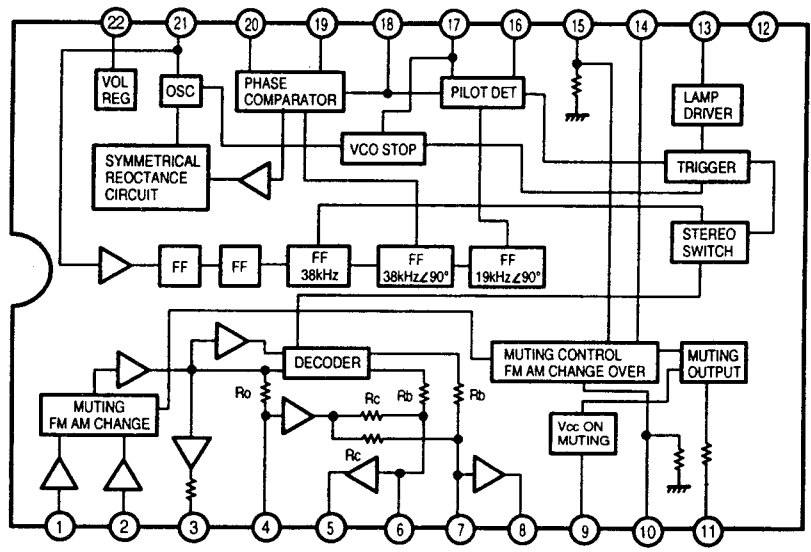 22 21 20 19 18 17 16 15 14 13 12
VOL
REG
OSC
PHASE
COMPARATOR
PILOT DET
LAMP
DRIVER
VCO STOP
SYMMETRICAL
REOCTANCE
CIRCUIT
TRIGGER
STEREO
SWITCH
FF
FF
FF
38kHz
FF
38kHz∠90°
FF
19kHz∠90°
DECODER
MUTING CONTROL
FM AM CHANGE OVER
MUTING
OUTPUT
Ro
Rc
Rb
Rb
MUTING
FM AM CHANGE
Vcc ON
MUTING
Rc
1 2 3 4 5 6 7 8 9 10 11